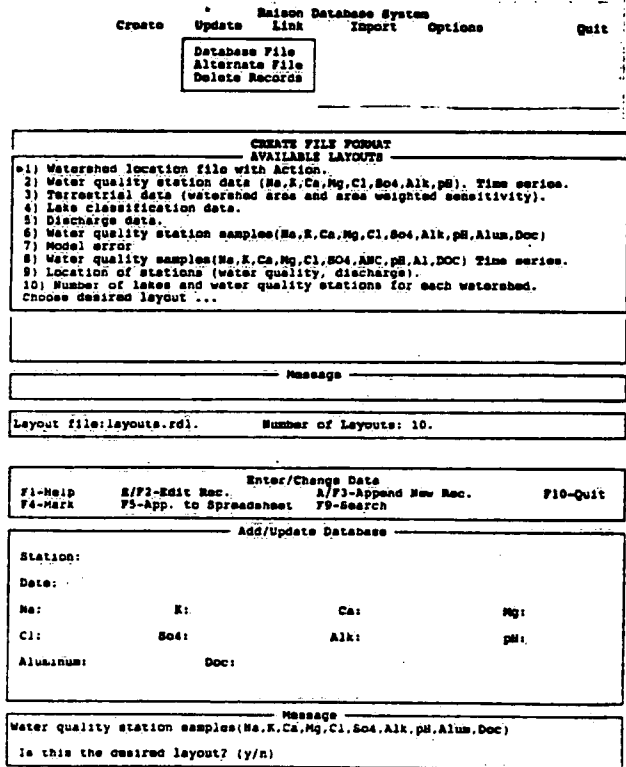 Raison Database System
Create Update Link Import Options Quit
Database File
Alternate File
Delete Records
CREATE FILE FORMAT
AVAILABLE LAYOUTS
1) Watershed location file with Action.
2) Water quality station data (Na,K,Ca,Mg,Cl,So4,Alk,pH). Time series.
3) Terrestrial data (watershed area and area weighted sensitivity).
4) Lake classification data.
5) Discharge data.
6) Water quality station samples(Na,K,Ca,Mg,Cl,So4,Alk,pH,Alum,Doc)
7) Model error
8) Water quality samples(Na,K,Ca,Mg,Cl,SO4,ANC,pH,Al,DOC) Time series.
9) Location of stations (water quality, discharge).
10) Number of lakes and water quality stations for each watershed.
Choose desired layout ...
Message
Layout file:layouts.rdl. Number of Layouts: 10.
Enter/Change Data
F1-Help E/F2-Edit Rec. A/F3-Append New Rec. F10-Quit
F4-Mark F5-App. to Spreadsheet F9-Search
Add/Update Database
Station:
Date:
Na: K: Ca: Mg:
Cl: So4: Alk: pH:
Aluminum: Doc:
Message
Water quality station samples(Na,K,Ca,Mg,Cl,So4,Alk,pH,Alum,Doc)
Is this the desired layout? (y/n)